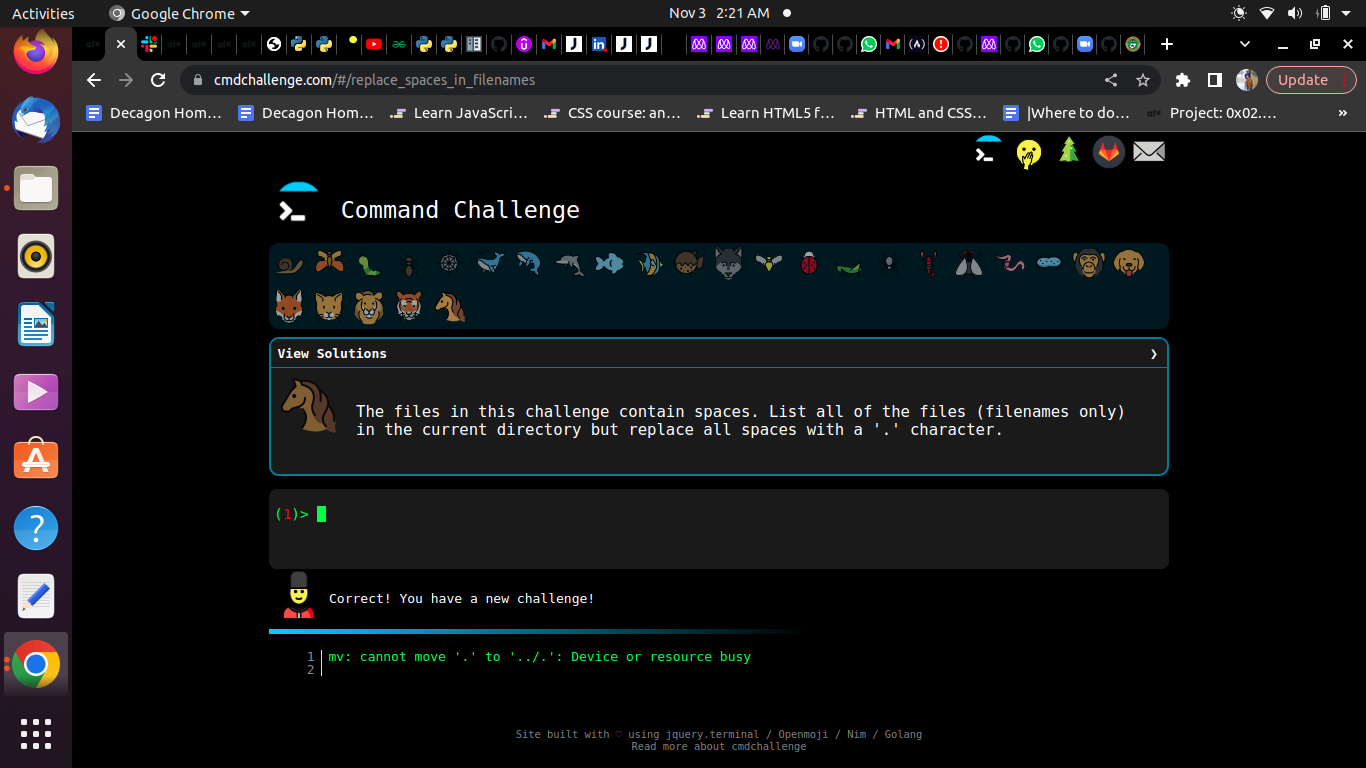 Activities
Google Chrome
Nov 3 2:21 AM
cmdchallenge.com/#/replace_spaces_in_filenames
Update
Decagon Hom...
Decagon Hom...
Learn JavaScri...
CSS course: an...
Learn HTML5 f...
HTML and CSS...
|Where to do...
Project: 0x02....
»
Command Challenge
View Solutions
The files in this challenge contain spaces. List all of the files (filenames only)
in the current directory but replace all spaces with a '.' character.
(1)>
Correct! You have a new challenge!
1 mv: cannot move '.' to '../.': Device or resource busy
2
Site built with ♡ using jquery.terminal / Openmoji / Nim / Golang
Read more about cmdchallenge